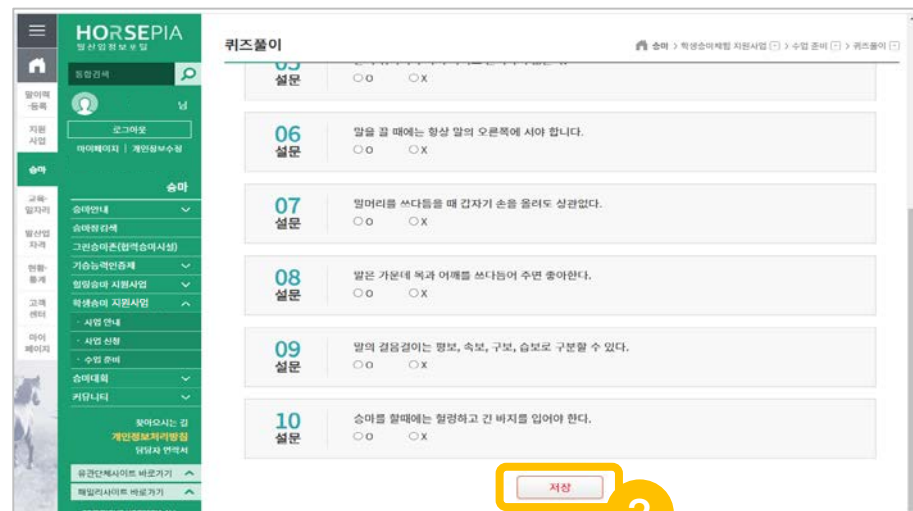 HORSEPIA
말산업정보포털
통합검색
님
로그아웃
마이페이지 | 개인정보수정
말이력
·등록
지원
사업
승마
교육·
일자리
말산업
자격
현황·
통계
고객
센터
마이
페이지
승마
승마안내
승마장검색
그린승마존(협력승마시설)
기승능력인증제
힐링승마 지원사업
학생승마 지원사업
· 사업 안내
· 사업 신청
· 수업 준비
승마대회
커뮤니티
찾아오시는 길
개인정보처리방침
담당자 연락처
유관단체사이트 바로가기
패밀리사이트 바로가기
퀴즈풀이
승마 > 학생승마체험 지원사업 > 수업 준비 > 퀴즈풀이
05
설문
○ O ○ X
06
설문
말을 끌 때에는 항상 말의 오른쪽에 서야 합니다.
○ O ○ X
07
설문
말머리를 쓰다듬을 때 갑자기 손을 올려도 상관없다.
○ O ○ X
08
설문
말은 가운데 목과 어깨를 쓰다듬어 주면 좋아한다.
○ O ○ X
09
설문
말의 걸음걸이는 평보, 속보, 구보, 습보로 구분할 수 있다.
○ O ○ X
10
설문
승마를 할때에는 헐렁하고 긴 바지를 입어야 한다.
○ O ○ X
저장